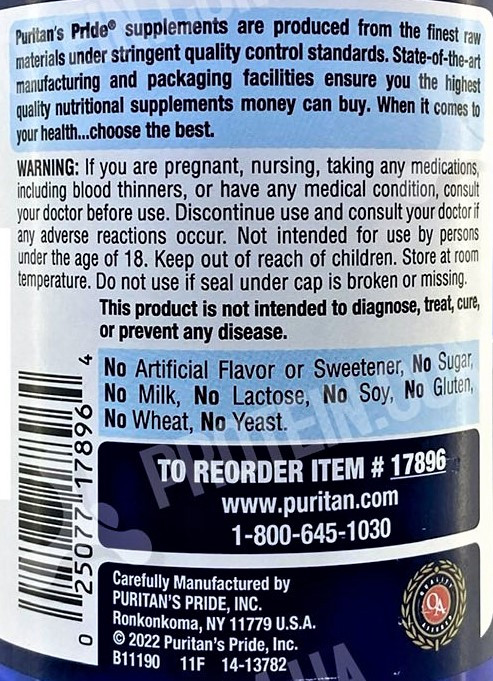 Puritan's Pride® supplements are produced from the finest raw
materials under stringent quality control standards. State-of-the-art
manufacturing and packaging facilities ensure you the highest
quality nutritional supplements money can buy. When it comes to
your health...choose the best.
WARNING: If you are pregnant, nursing, taking any medications,
including blood thinners, or have any medical condition, consult
your doctor before use. Discontinue use and consult your doctor if
any adverse reactions occur. Not intended for use by persons
under the age of 18. Keep out of reach of children. Store at room
temperature. Do not use if seal under cap is broken or missing.
This product is not intended to diagnose, treat, cure,
or prevent any disease.
No Artificial Flavor or Sweetener, No Sugar,
No Milk, No Lactose, No Soy, No Gluten,
No Wheat, No Yeast.
0 25077 17896 4
TO REORDER ITEM # 17896
www.puritan.com
1-800-645-1030
Carefully Manufactured by
PURITAN'S PRIDE, INC.
Ronkonkoma, NY 11779 U.S.A.
© 2022 Puritan's Pride, Inc.
B11190 11F 14-13782
QUALITY
QA
ASSURED